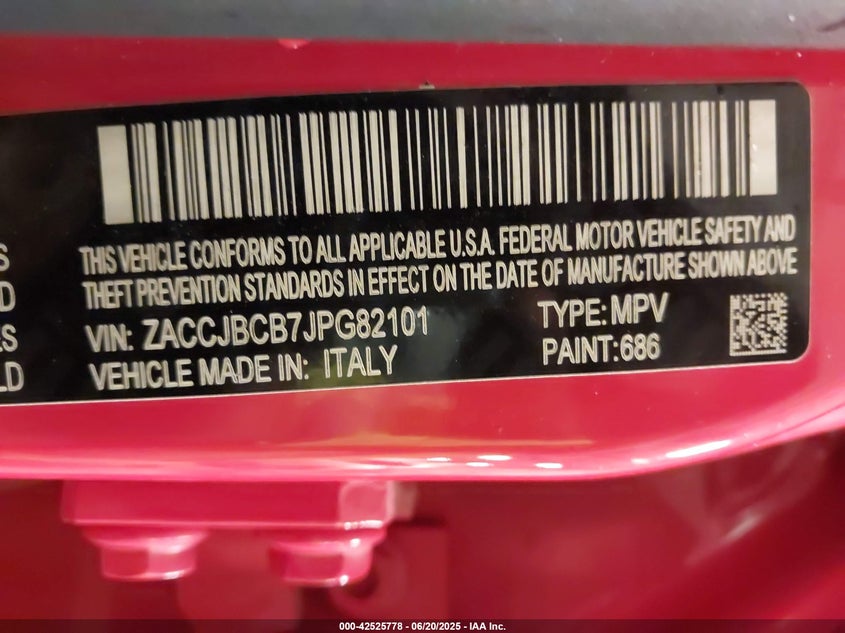 THIS VEHICLE CONFORMS TO ALL APPLICABLE U.S.A. FEDERAL MOTOR VEHICLE SAFETY AND
S
THEFT PREVENTION STANDARDS IN EFFECT ON THE DATE OF MANUFACTURE SHOWN ABOVE
D
VIN: ZACCJBCB7JPG82101 TYPE: MPV
ES
VEHICLE MADE IN: ITALY PAINT: 686
LD
000-42525778 - 06/20/2025 - IAA Inc.